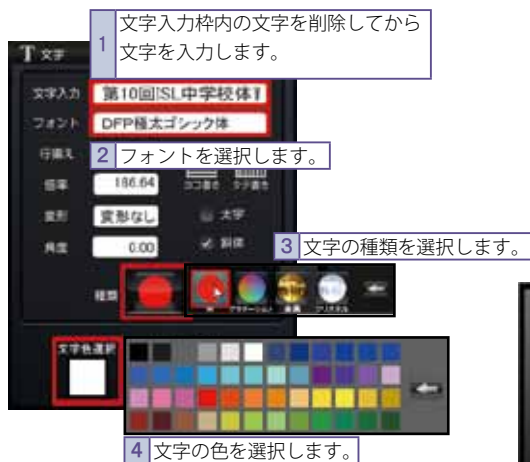 1 文字入力枠内の文字を削除してから
文字を入力します。
T 文字
文字入力 第10回ISL中学校体
フォント DFP極太ゴシック体
行揃え
2 フォントを選択します。
倍率 186.64 ヨコ書き タテ書き
変形 変形なし 太字
角度 0.00 斜体
3 文字の種類を選択します。
種類 グラデーション 金属 クリスタル
文字色選択
4 文字の色を選択します。